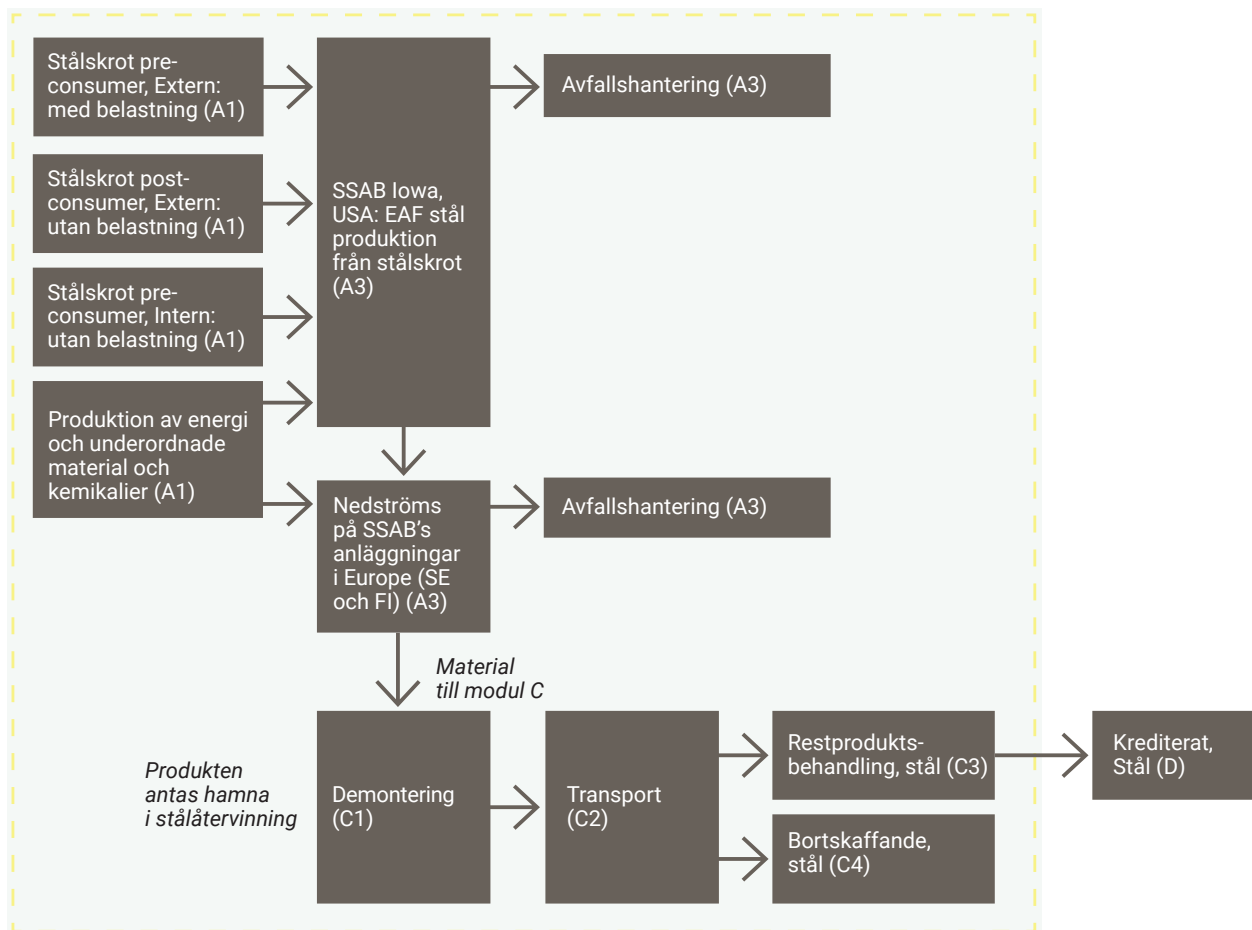 Stålskrot pre-
consumer, Extern:
med belastning (A1)
Stålskrot post-
consumer, Extern:
utan belastning (A1)
Stålskrot pre-
consumer, Intern:
utan belastning (A1)
Produktion av energi
och underordnade
material och
kemikalier (A1)
SSAB Iowa,
USA: EAF stål
produktion
från stålskrot
(A3)
Avfallshantering (A3)
Nedströms
på SSAB’s
anläggningar
i Europe (SE
och FI) (A3)
Avfallshantering (A3)
Material
till modul C
Produkten
antas hamna
i stålåtervinning
Demontering
(C1)
Transport
(C2)
Restprodukts-
behandling, stål (C3)
Bortskaffande,
stål (C4)
Krediterat,
Stål (D)